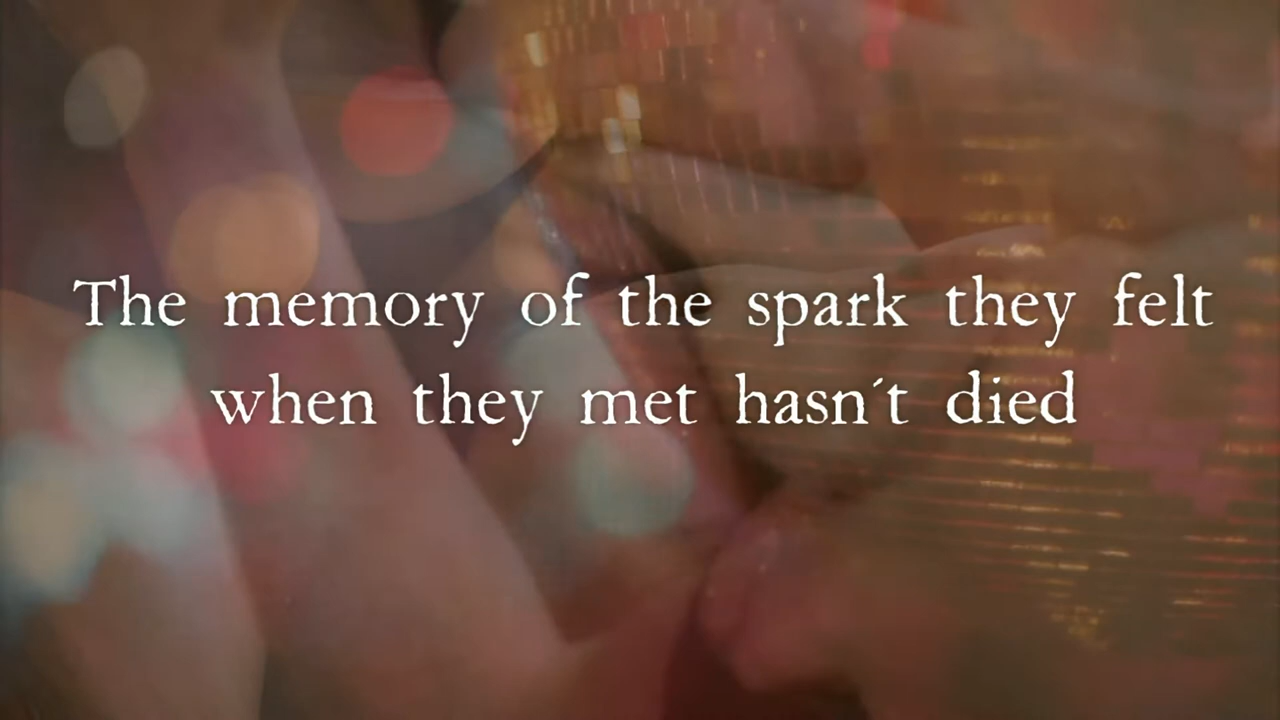 The memory of the spark they felt
when they met hasn´t died